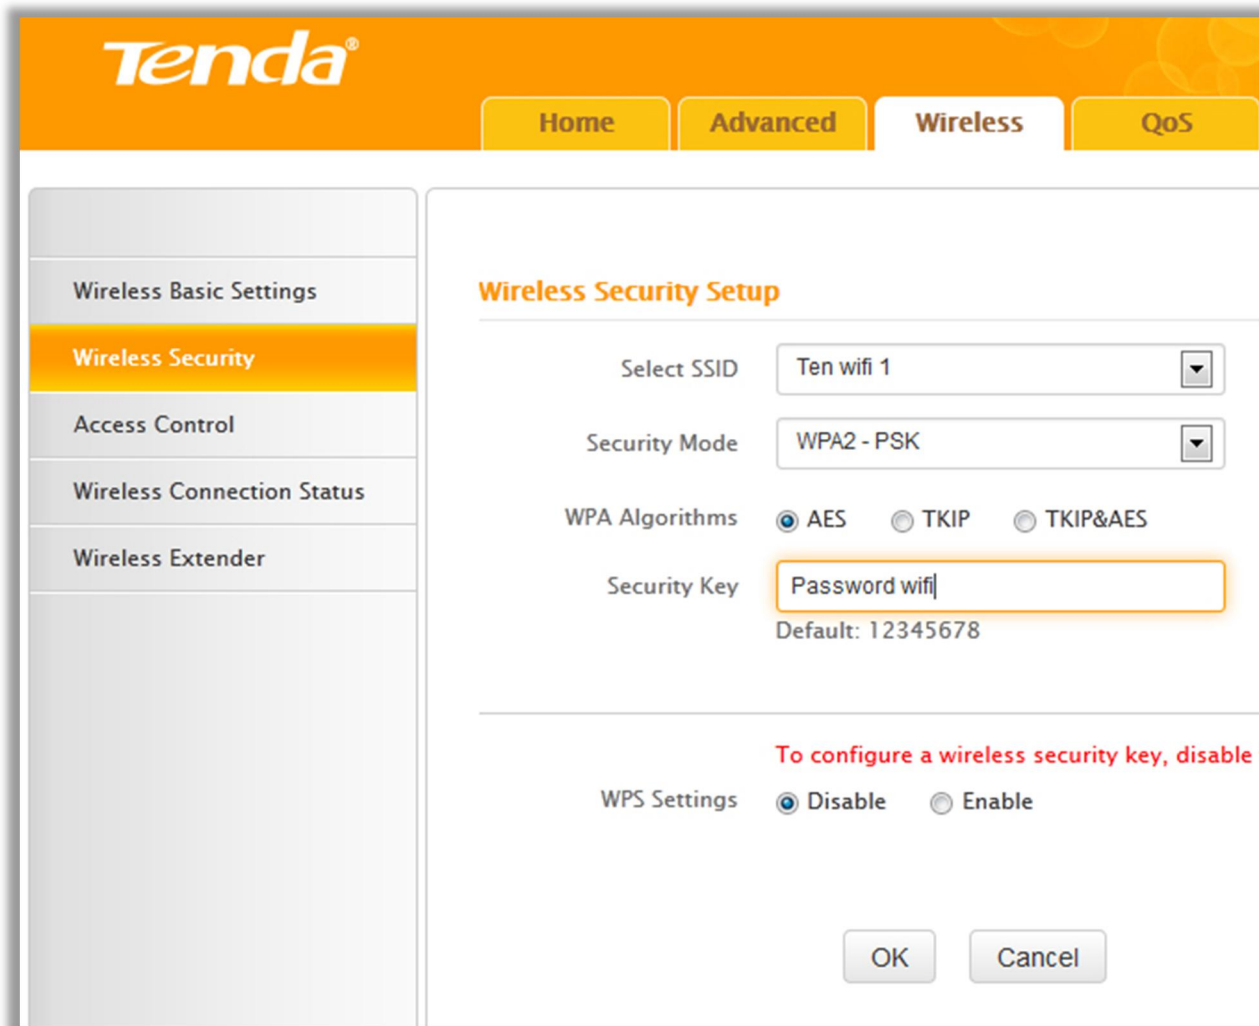 Tenda®
Home Advanced Wireless QoS
Wireless Basic Settings
Wireless Security
Access Control
Wireless Connection Status
Wireless Extender
Wireless Security Setup
Select SSID Ten wifi 1
Security Mode WPA2 - PSK
WPA Algorithms AES TKIP TKIP&AES
Security Key Password wifi
Default: 12345678
To configure a wireless security key, disable
WPS Settings Disable Enable
OK Cancel